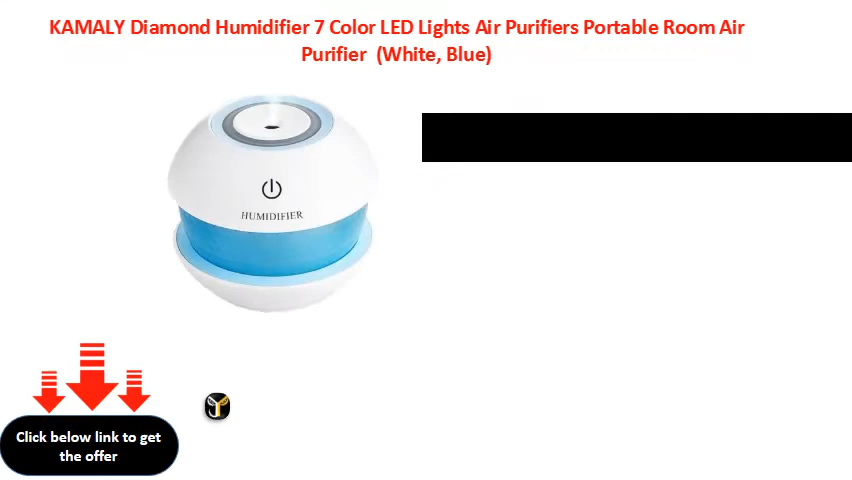 KAMALY Diamond Humidifier 7 Color LED Lights Air Purifiers Portable Room Air
Purifier (White, Blue)
HUMIDIFIER
Click below link to get
the offer